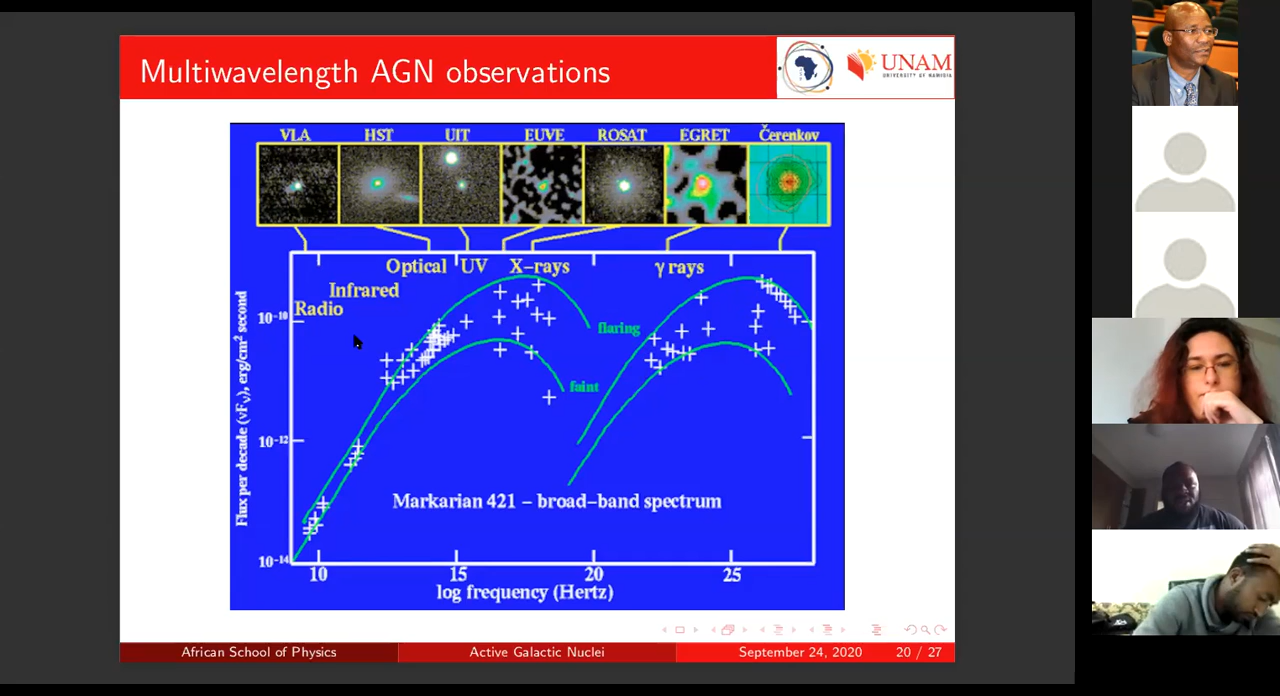 Multiwavelength AGN observations
UNAM
UNIVERSITY OF NAMIBIA
VLA HST UIT EUVE ROSAT EGRET Čerenkov
Optical UV X-rays γ rays
Infrared
Radio
10-10
flaring
faint
10-12
Markarian 421 – broad-band spectrum
10-14
10 15 20 25
log frequency (Hertz)
Flux per decade (νFν), erg/cm2 second
African School of Physics Active Galactic Nuclei September 24, 2020 20 / 27